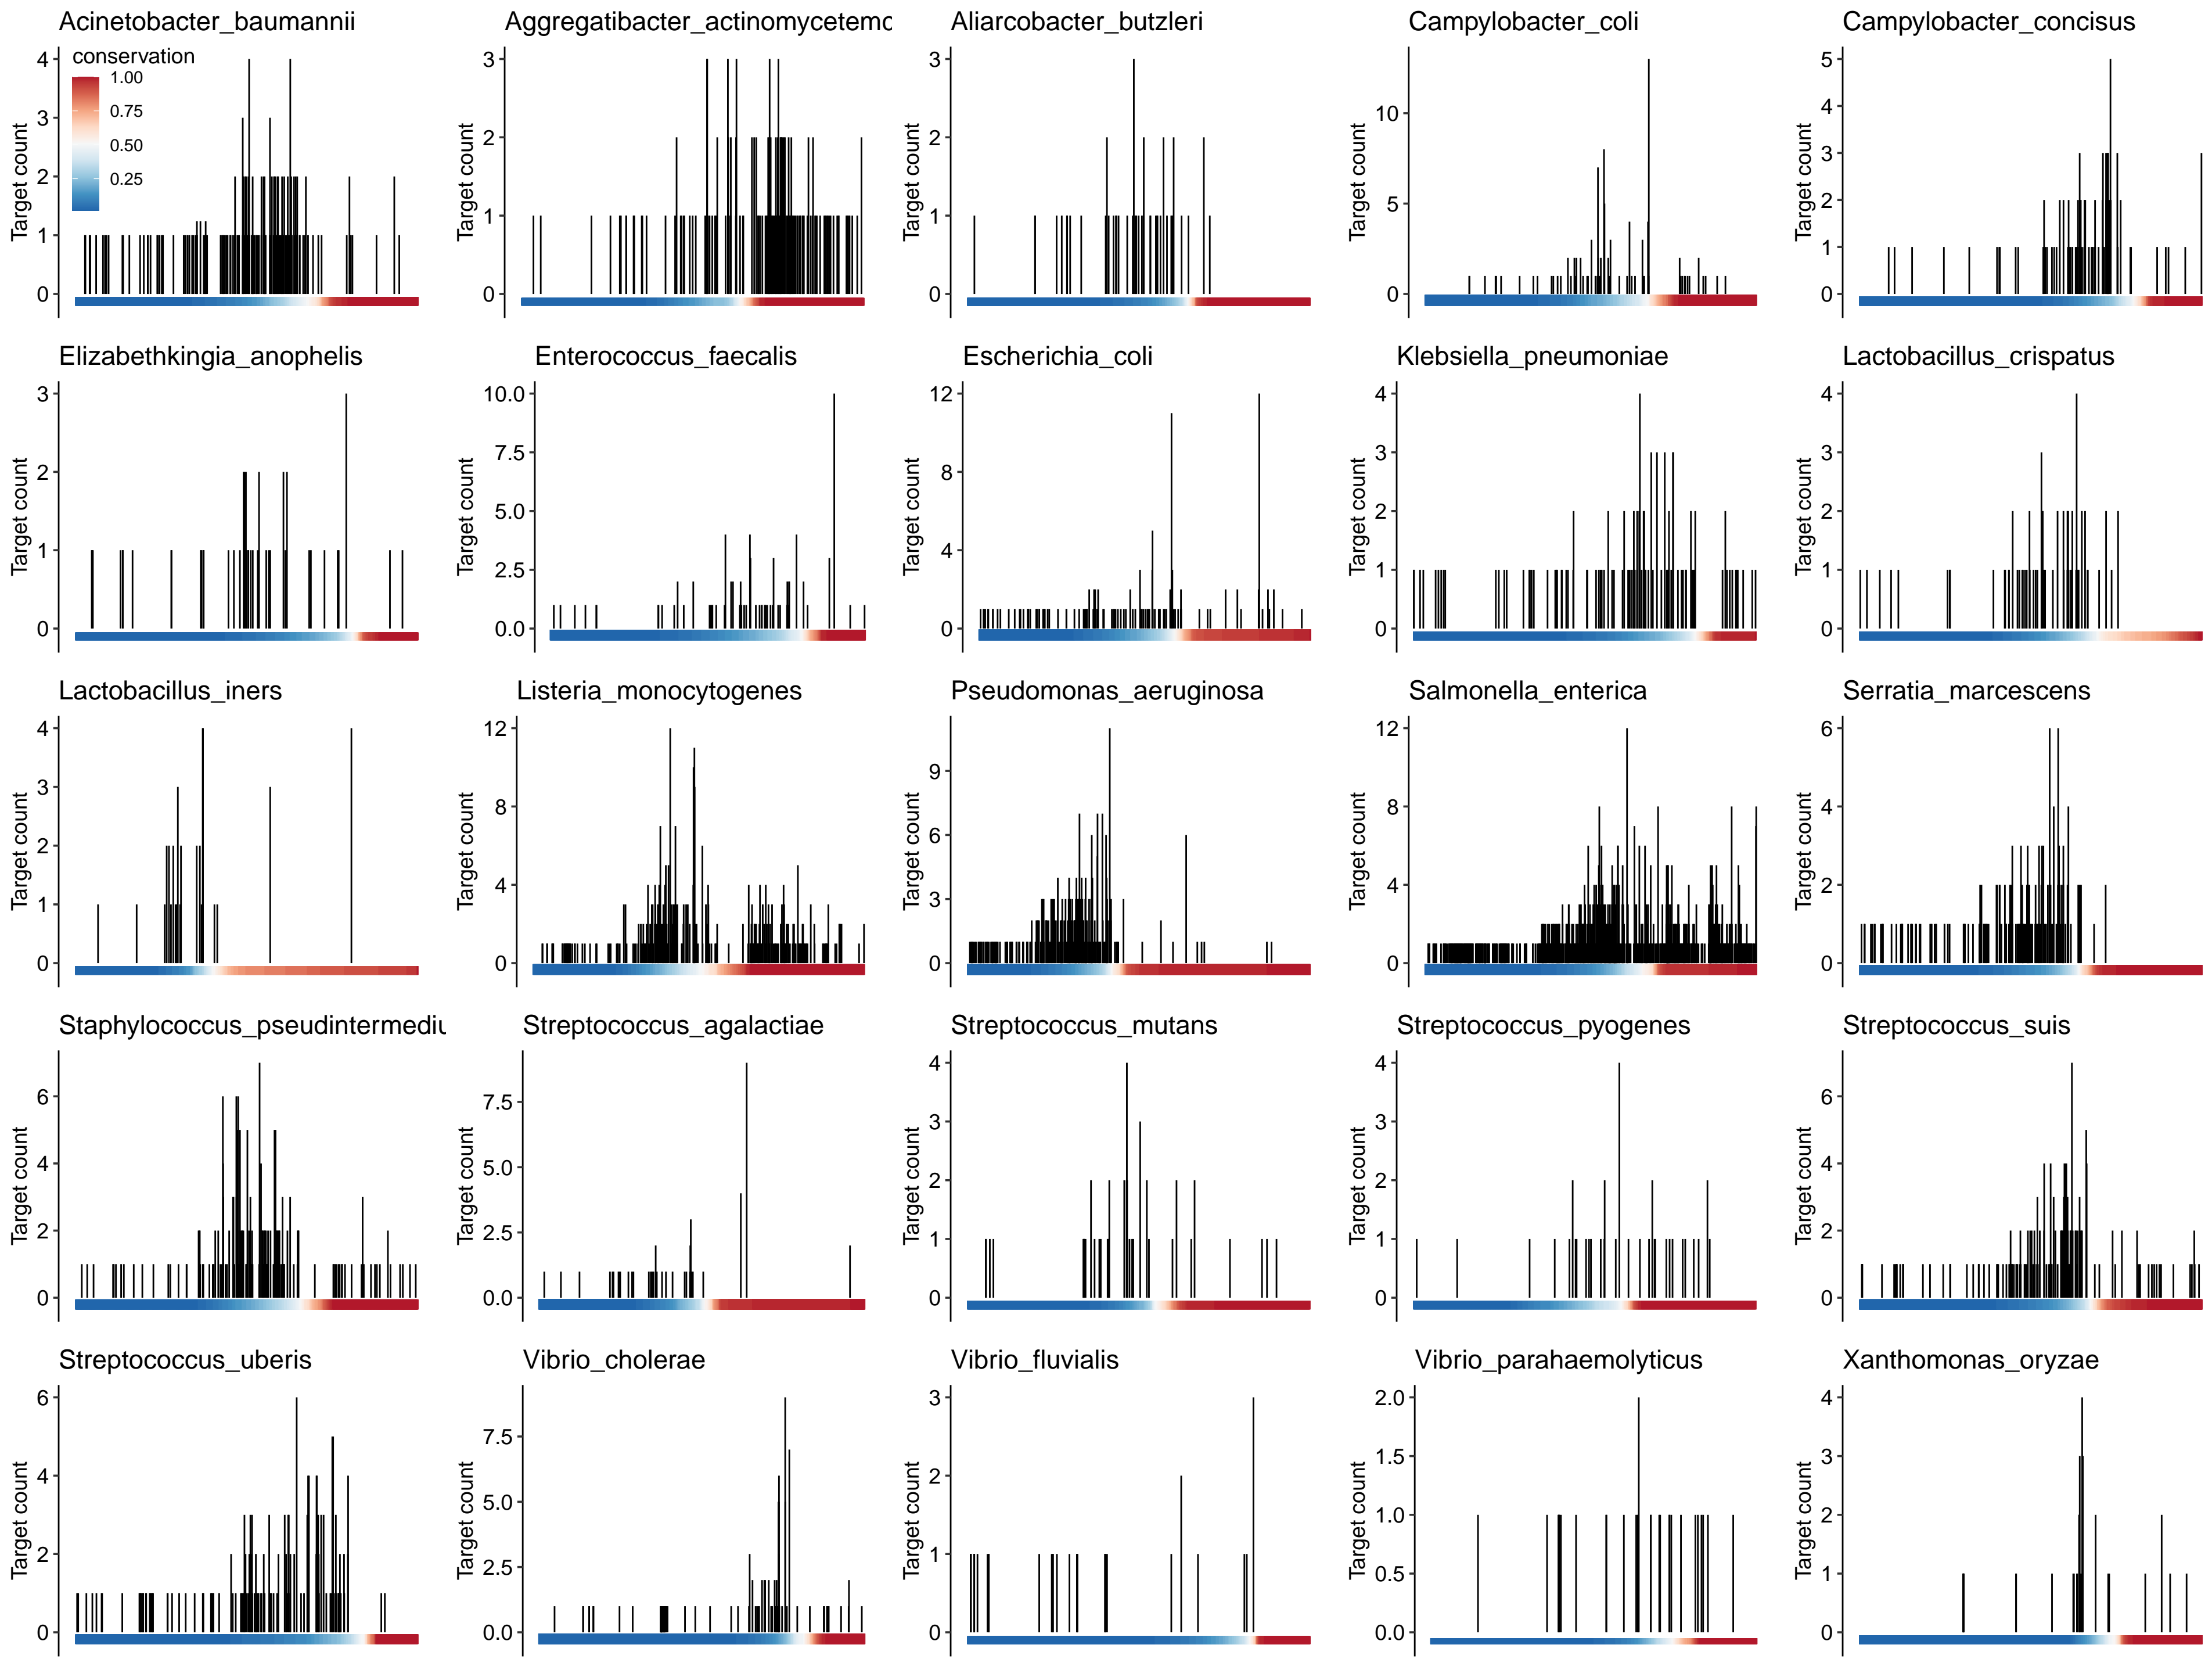 Acinetobacter_baumannii
Target count
4
3
2
1
0
conservation
1.00
0.75
0.50
0.25
Aggregatibacter_actinomycetemc
Target count
3
2
1
0
Aliarcobacter_butzleri
Target count
3
2
1
0
Campylobacter_coli
Target count
10
5
0
Campylobacter_concisus
Target count
5
4
3
2
1
0
Elizabethkingia_anophelis
Target count
3
2
1
0
Enterococcus_faecalis
Target count
10.0
7.5
5.0
2.5
0.0
Escherichia_coli
Target count
12
8
4
0
Klebsiella_pneumoniae
Target count
4
3
2
1
0
Lactobacillus_crispatus
Target count
4
3
2
1
0
Lactobacillus_iners
Target count
4
3
2
1
0
Listeria_monocytogenes
Target count
12
8
4
0
Pseudomonas_aeruginosa
Target count
9
6
3
0
Salmonella_enterica
Target count
12
8
4
0
Serratia_marcescens
Target count
6
4
2
0
Staphylococcus_pseudintermediu
Target count
6
4
2
0
Streptococcus_agalactiae
Target count
7.5
5.0
2.5
0.0
Streptococcus_mutans
Target count
4
3
2
1
0
Streptococcus_pyogenes
Target count
4
3
2
1
0
Streptococcus_suis
Target count
6
4
2
0
Streptococcus_uberis
Target count
6
4
2
0
Vibrio_cholerae
Target count
7.5
5.0
2.5
0.0
Vibrio_fluvialis
Target count
3
2
1
0
Vibrio_parahaemolyticus
Target count
2.0
1.5
1.0
0.5
0.0
Xanthomonas_oryzae
Target count
4
3
2
1
0